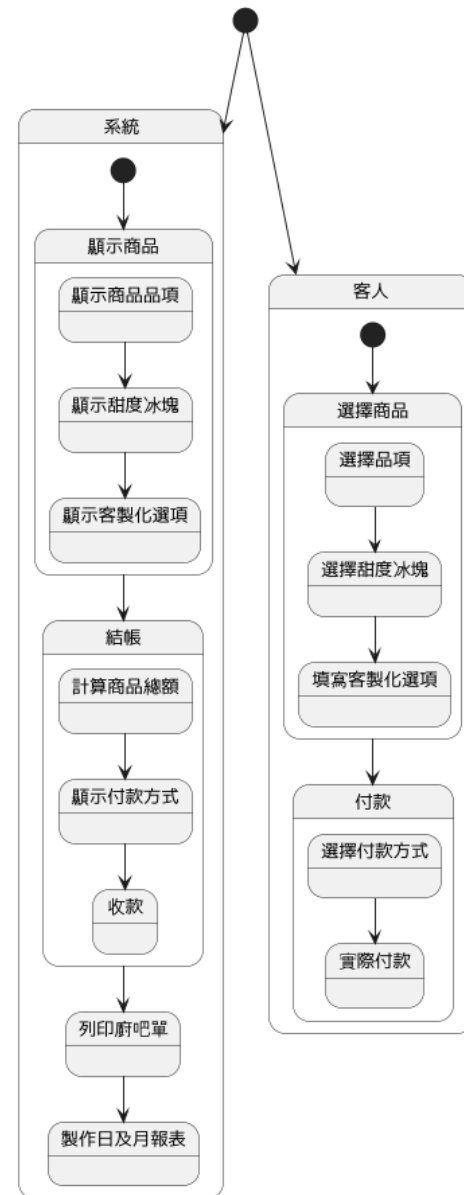 系統
顯示商品
顯示商品品項
顯示甜度冰塊
顯示客製化選項
結帳
計算商品總額
顯示付款方式
收款
列印廚吧單
製作日及月報表
客人
選擇商品
選擇品項
選擇甜度冰塊
填寫客製化選項
付款
選擇付款方式
實際付款